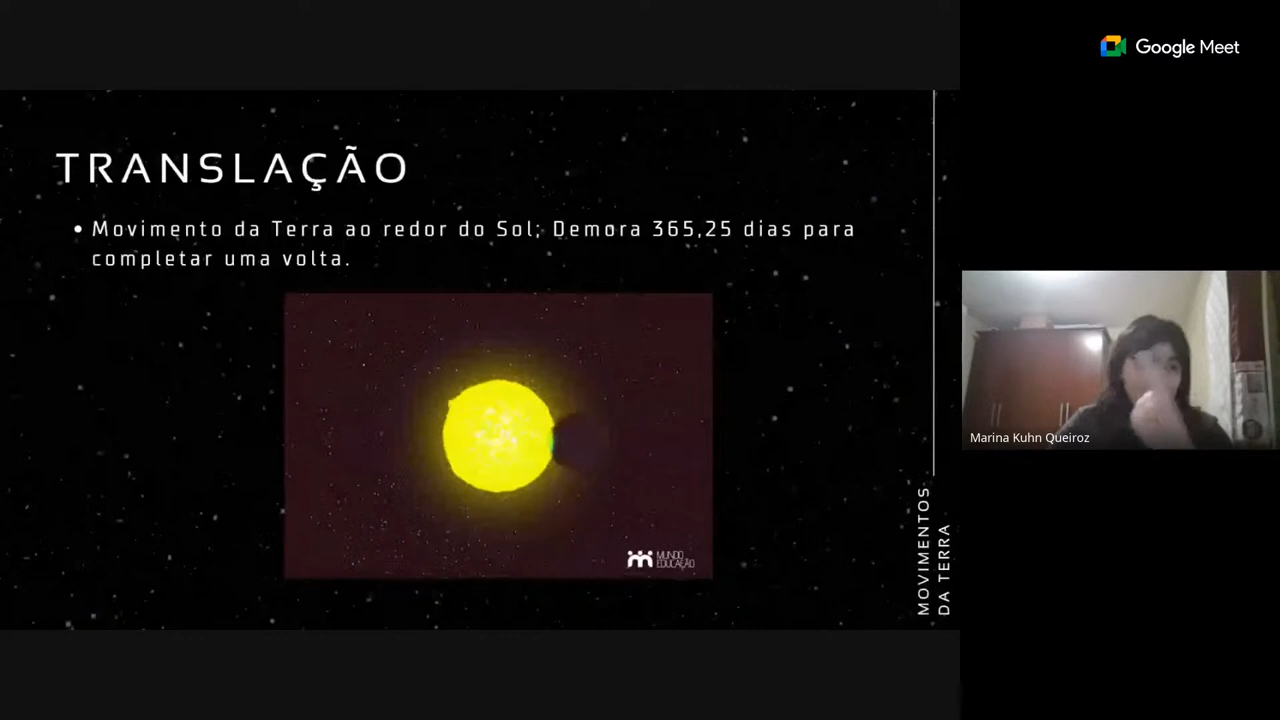 Google Meet
TRANSLAÇÃO
• Movimento da Terra ao redor do Sol; Demora 365,25 dias para
completar uma volta.
MUNDO
EDUCAÇÃO
MOVIMENTOS
DA TERRA
Marina Kuhn Queiroz